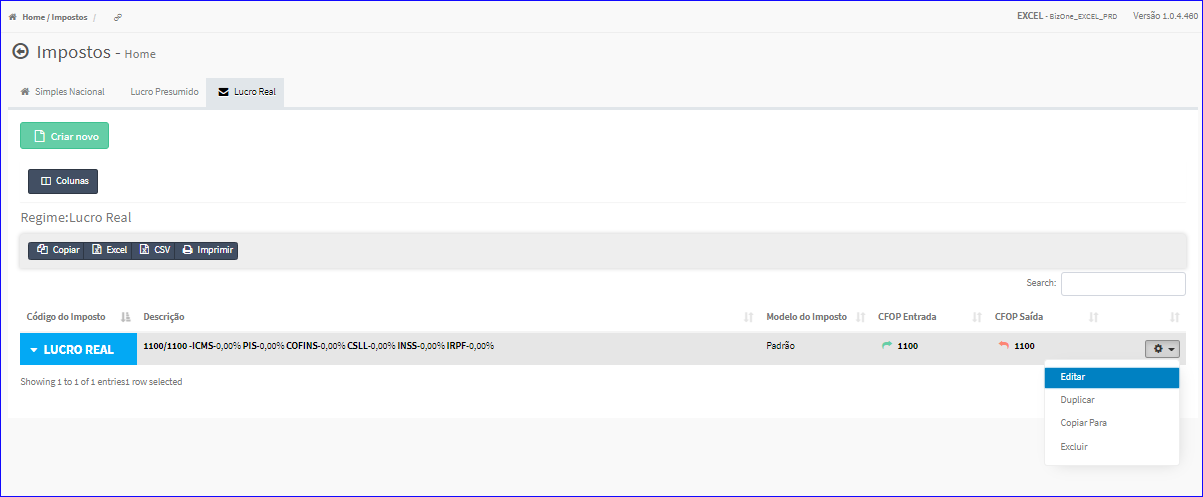 Home / Impostos /
EXCEL - BizOne_EXCEL_PRD Versão 1.0.4.460
Impostos - Home
Simples Nacional Lucro Presumido Lucro Real
Criar novo
Colunas
Regime:Lucro Real
Copiar Excel CSV Imprimir
Search:
Código do Imposto Descrição Modelo do Imposto CFOP Entrada CFOP Saída
LUCRO REAL 1100/1100 -ICMS-0,00% PIS-0,00% COFINS-0,00% CSLL-0,00% INSS-0,00% IRPF-0,00% Padrão 1100 1100
Showing 1 to 1 of 1 entries1 row selected
Editar
Duplicar
Copiar Para
Excluir